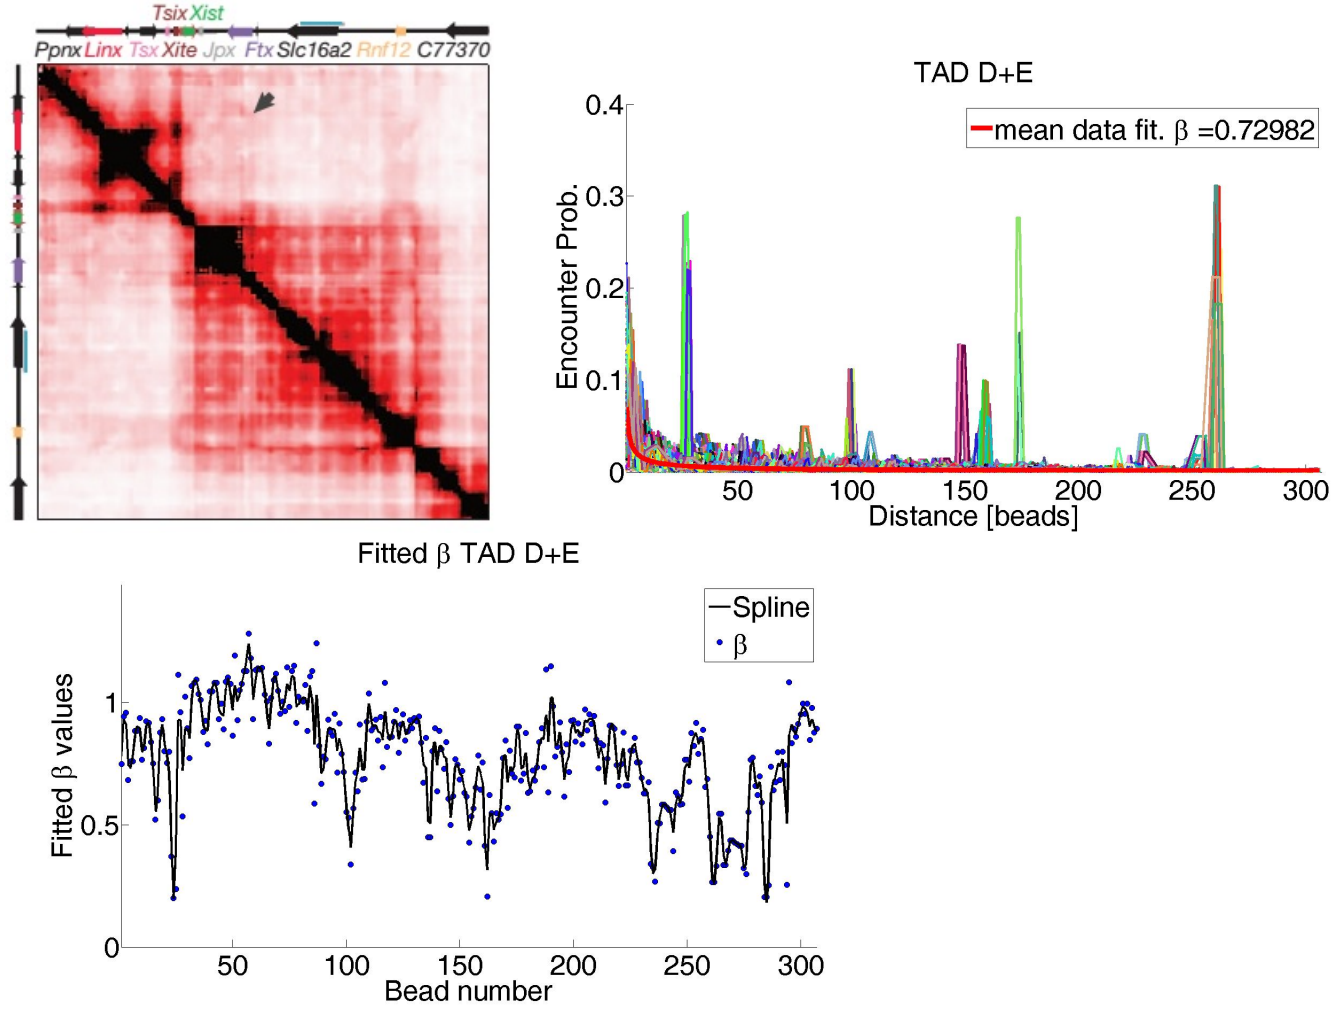 Tsix Xist
Ppnx Linx Tsx Xite Jpx Ftx Slc16a2 Rnf12 C77370
TAD D+E
0.4
mean data fit. β =0.72982
0.3
0.2
0.1
0
Encounter Prob.
50 100 150 200 250 300
Distance [beads]
Fitted β TAD D+E
Spline
β
1
0.5
0
Fitted β values
50 100 150 200 250 300
Bead number